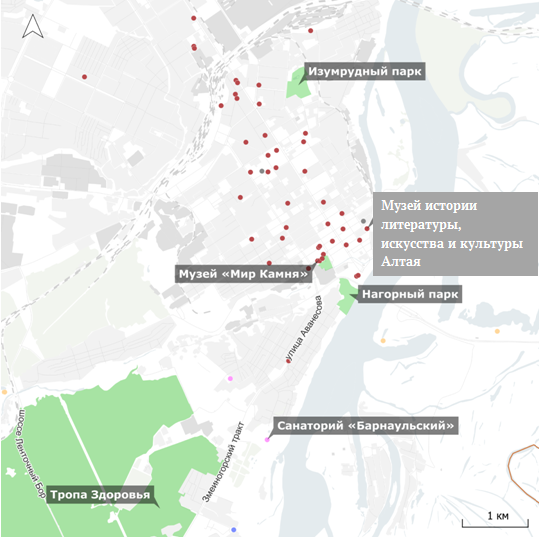 Изумрудный парк
Музей истории
литературы,
искусства и культуры
Алтая
Музей «Мир Камня»
Нагорный парк
улица Аванесова
Санаторий «Барнаульский»
шоссе Ленточный Бор
Змеиногорский тракт
Тропа Здоровья
1 км